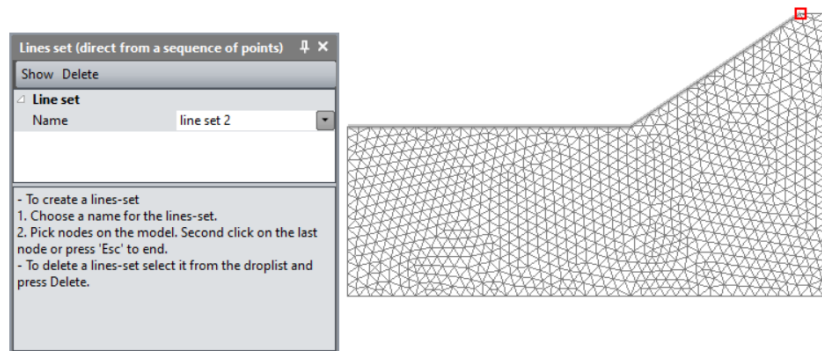 Lines set (direct from a sequence of points)
Show Delete
Line set
Name line set 2
- To create a lines-set
1. Choose a name for the lines-set.
2. Pick nodes on the model. Second click on the last
node or press 'Esc' to end.
- To delete a lines-set select it from the droplist and
press Delete.